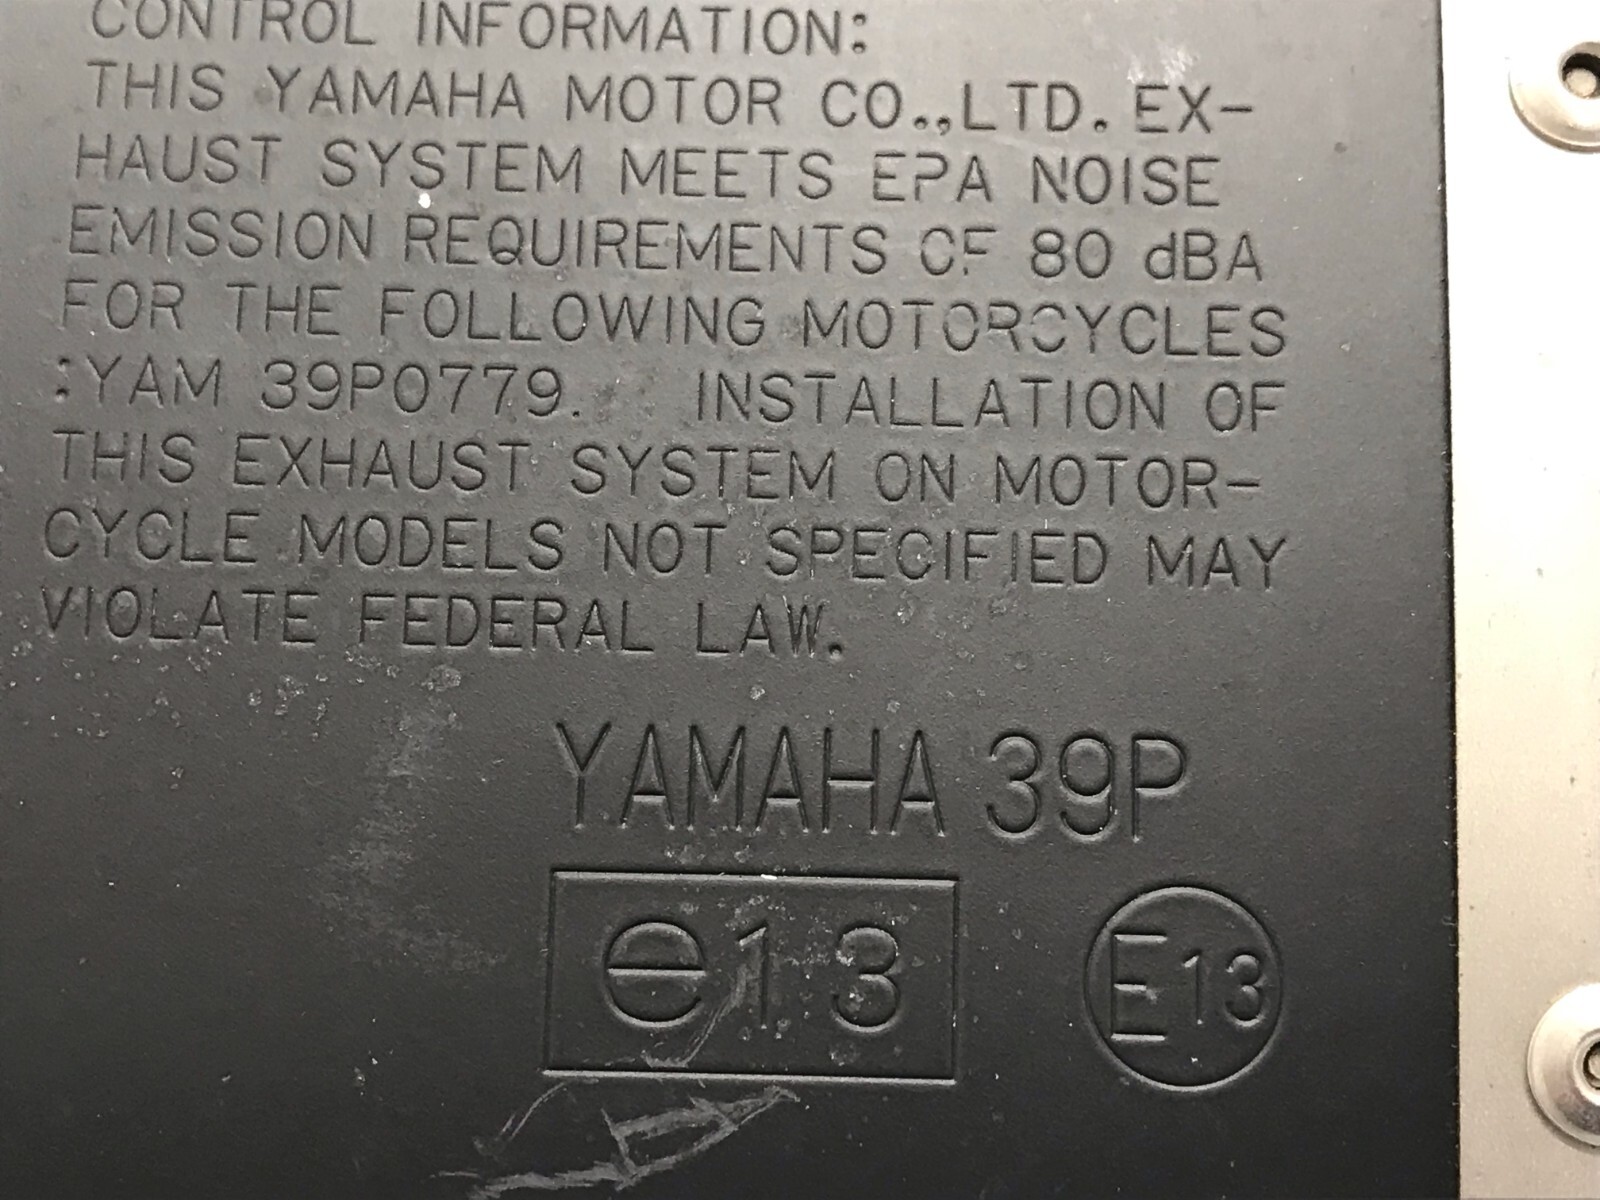 CONTROL INFORMATION:
THIS YAMAHA MOTOR CO.,LTD. EX-
HAUST SYSTEM MEETS EPA NOISE
EMISSION REQUIREMENTS OF 80 dBA
FOR THE FOLLOWING MOTORCYCLES
:YAM 39P0779. INSTALLATION OF
THIS EXHAUST SYSTEM ON MOTOR-
CYCLE MODELS NOT SPECIFIED MAY
VIOLATE FEDERAL LAW.
YAMAHA 39P
e13 E13